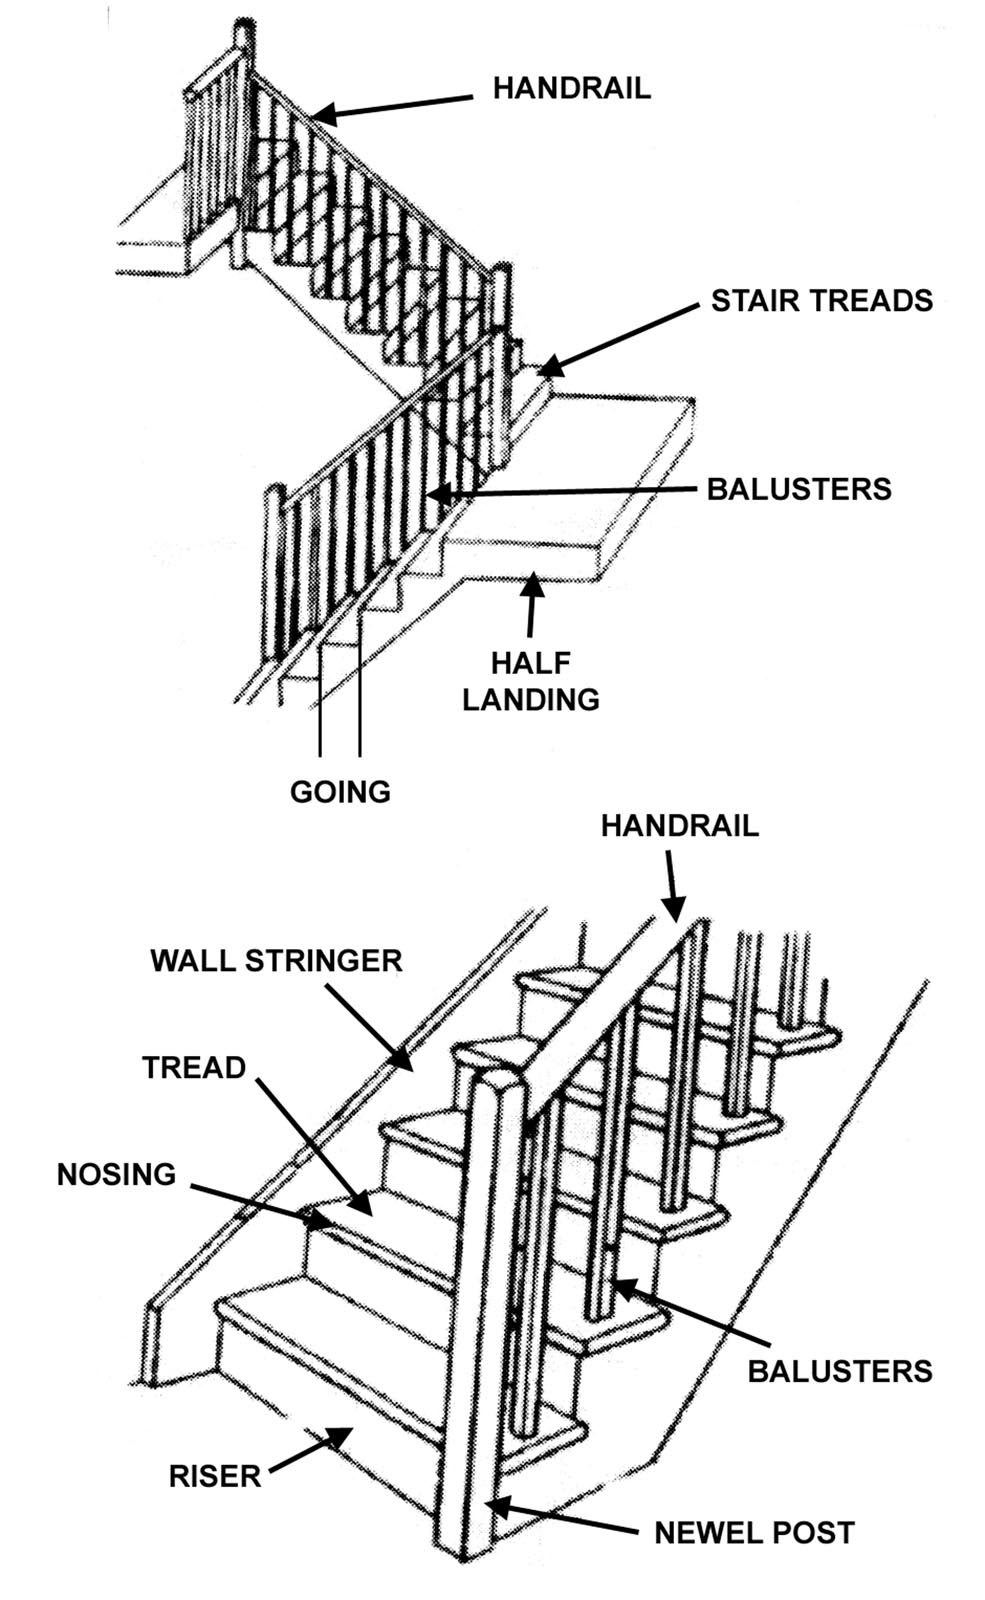 HANDRAIL
STAIR TREADS
BALUSTERS
HALF
LANDING
GOING
HANDRAIL
WALL STRINGER
TREAD
NOSING
BALUSTERS
RISER
NEWEL POST